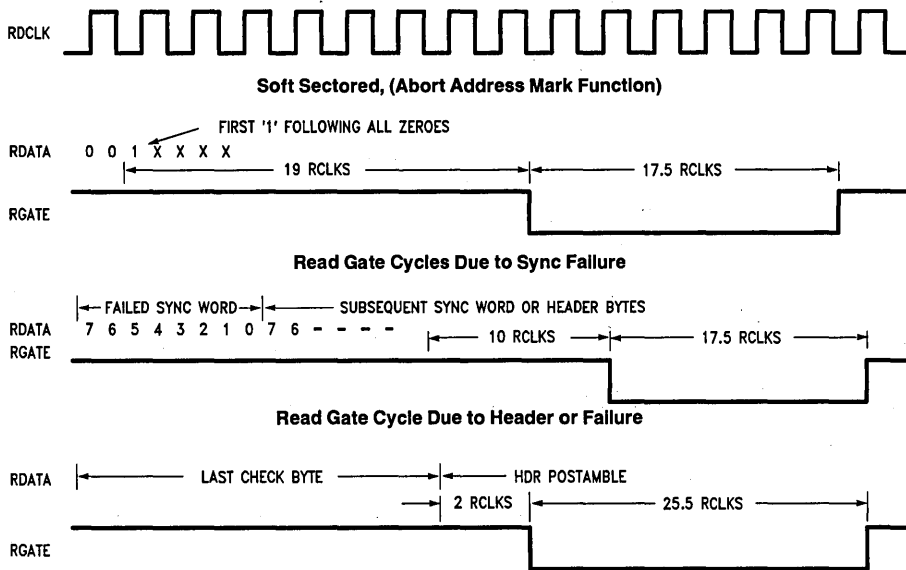 RDCLK
Soft Sectored, (Abort Address Mark Function)
FIRST '1' FOLLOWING ALL ZEROES
RDATA 0 0 1 X X X X
19 RCLKS 17.5 RCLKS
RGATE
Read Gate Cycles Due to Sync Failure
FAILED SYNC WORD SUBSEQUENT SYNC WORD OR HEADER BYTES
RDATA 7 6 5 4 3 2 1 0 7 6 - - - -
RGATE 10 RCLKS 17.5 RCLKS
Read Gate Cycle Due to Header or Failure
RDATA LAST CHECK BYTE HDR POSTAMBLE
2 RCLKS 25.5 RCLKS
RGATE